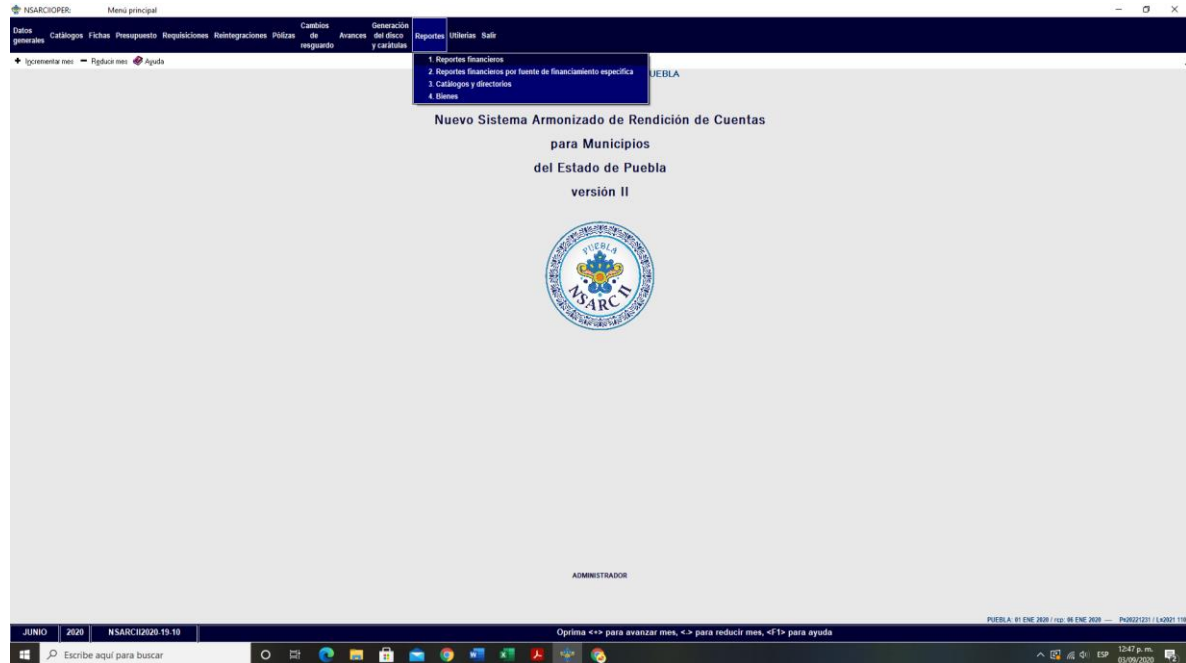 NSARCIIOPER: Menú principal
Datos generales Catálogos Fichas Presupuesto Requisiciones Reintegraciones Pólizas Cambios de resguardo Avances Generación del disco y carátulas Reportes Utilerías Salir
Incrementar mes Reducir mes Ayuda
1. Reportes financieros
2. Reportes financieros por fuente de financiamiento específica
3. Catálogos y directorios
4. Bienes
UEBLA
Nuevo Sistema Armonizado de Rendición de Cuentas
para Municipios
del Estado de Puebla
versión II
PUEBLA
NSARC II
ADMINISTRADOR
PUEBLA: 01 ENE 2020 / rcp: 06 ENE 2020 — Pe20221231 / Le2021
JUNIO 2020 NSARCII2020-19-10 Oprima <+> para avanzar mes, <-> para reducir mes, <F1> para ayuda
Escribe aquí para buscar
ESP 12:47 p. m.
03/09/2020